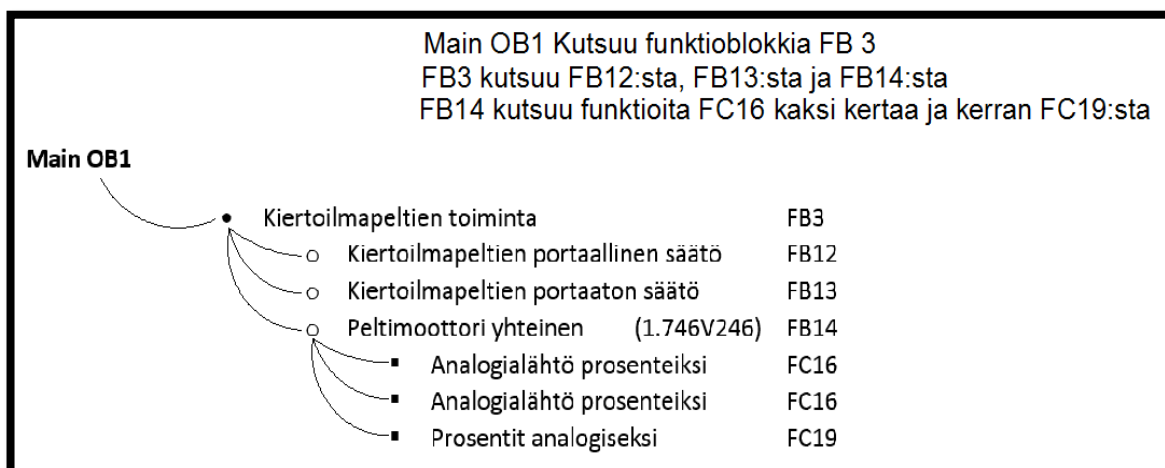 Main OB1 Kutsuu funktioblokkia FB 3
FB3 kutsuu FB12:sta, FB13:sta ja FB14:sta
FB14 kutsuu funktioita FC16 kaksi kertaa ja kerran FC19:sta
Main OB1
Kiertoilmapeltien toiminta FB3
Kiertoilmapeltien portaallinen säätö FB12
Kiertoilmapeltien portaaton säätö FB13
Peltimoottori yhteinen (1.746V246) FB14
Analogialähtö prosenteiksi FC16
Analogialähtö prosenteiksi FC16
Prosentit analogiseksi FC19